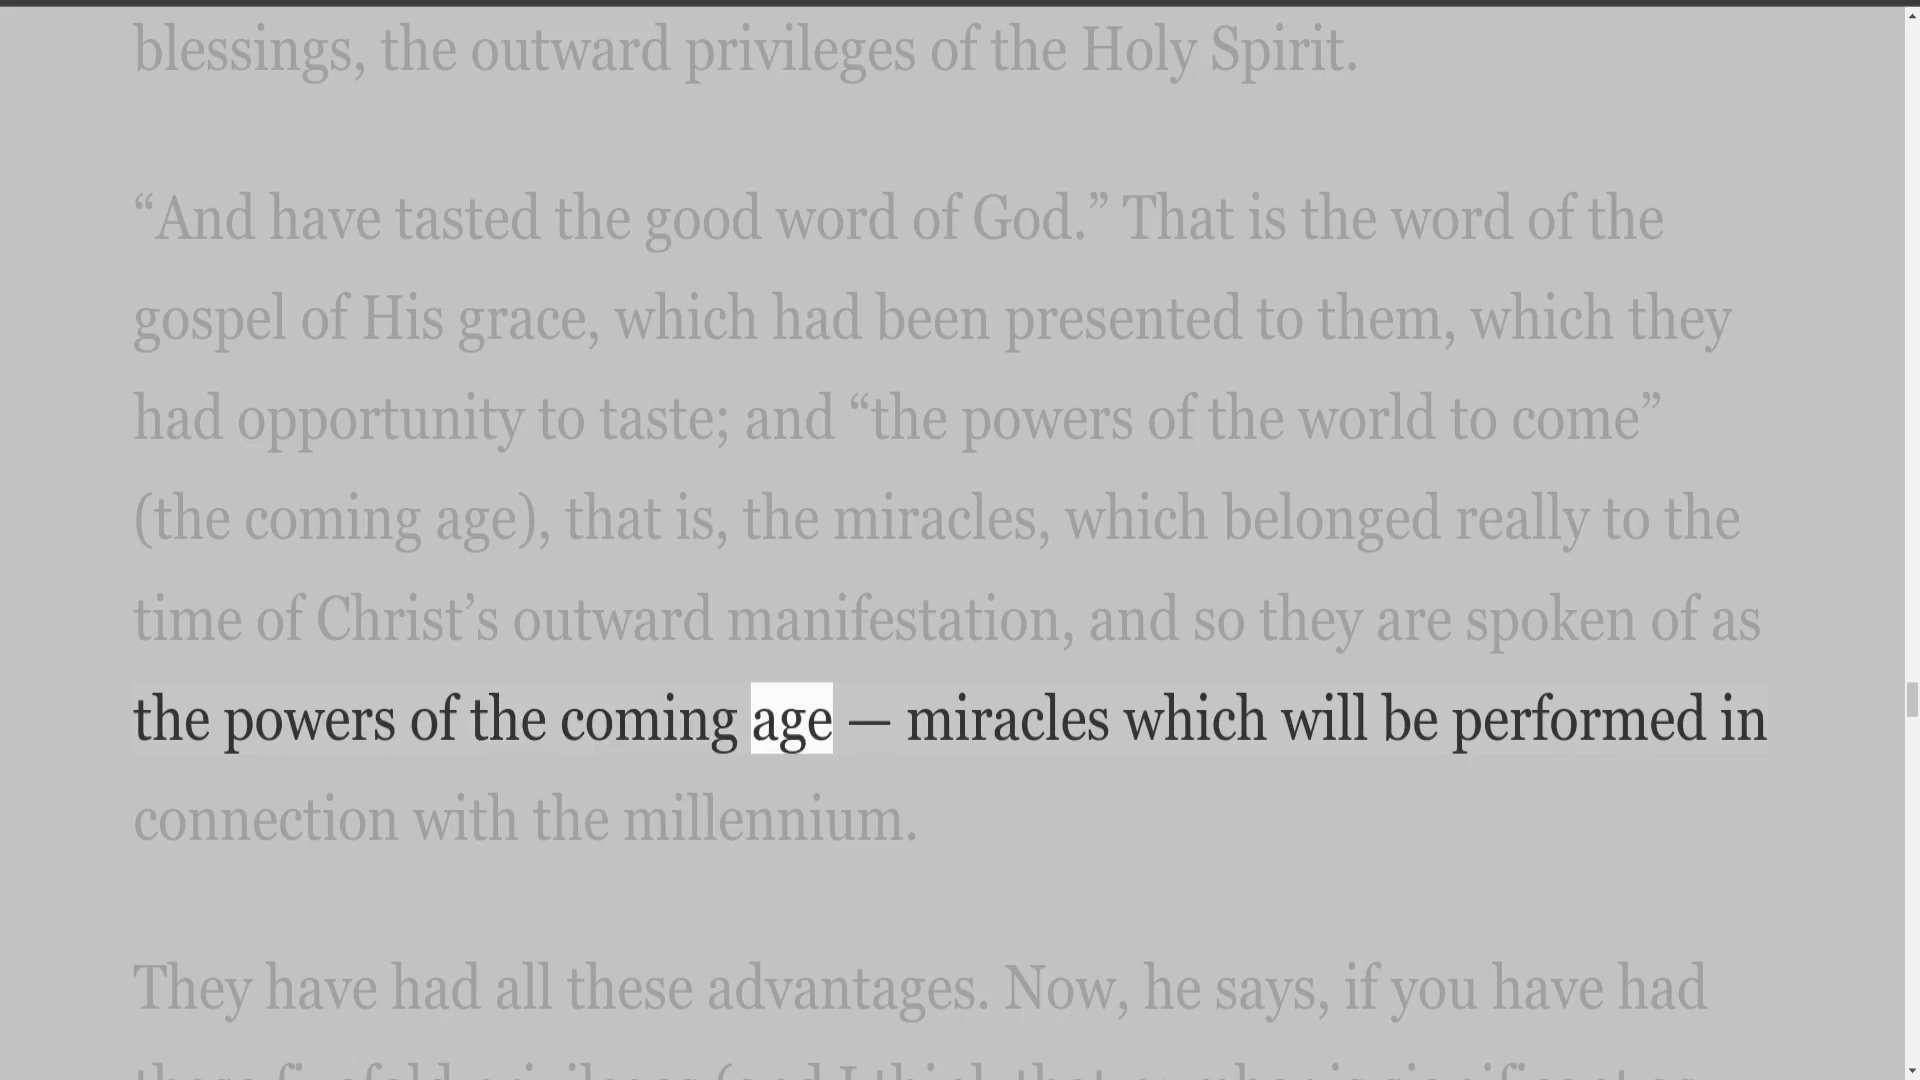 blessings, the outward privileges of the Holy Spirit.
“And have tasted the good word of God.” That is the word of the
gospel of His grace, which had been presented to them, which they
had opportunity to taste; and “the powers of the world to come”
(the coming age), that is, the miracles, which belonged really to the
time of Christ’s outward manifestation, and so they are spoken of as
the powers of the coming age — miracles which will be performed in
connection with the millennium.
They have had all these advantages. Now, he says, if you have had